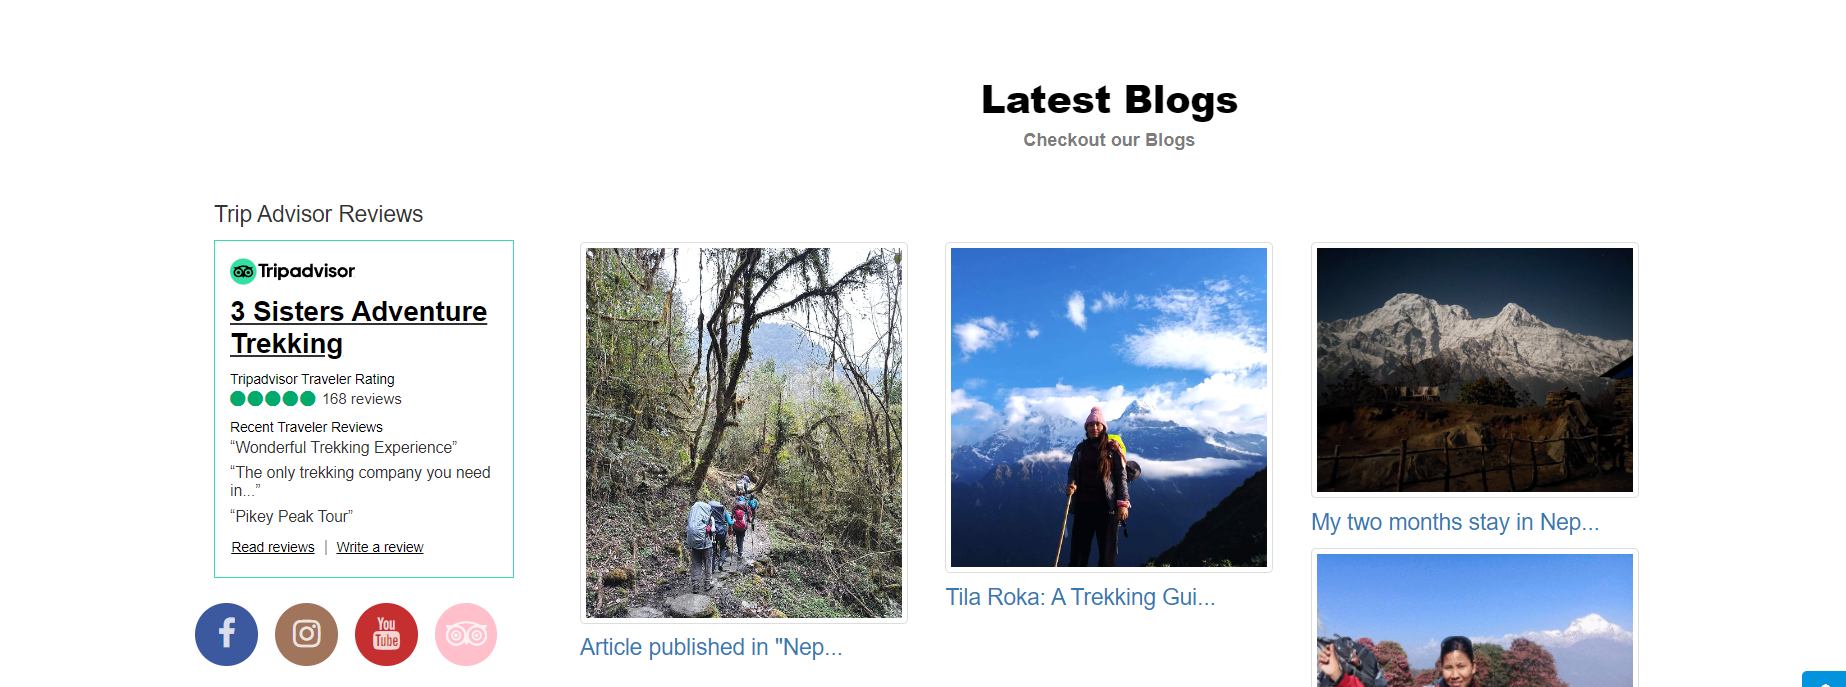 Latest Blogs
Checkout our Blogs
Trip Advisor Reviews
Tripadvisor
3 Sisters Adventure
Trekking
Tripadvisor Traveler Rating
168 reviews
Recent Traveler Reviews
“Wonderful Trekking Experience”
“The only trekking company you need
in...”
“Pikey Peak Tour”
Read reviews | Write a review
You
Tube
Article published in "Nep...
Tila Roka: A Trekking Gui...
My two months stay in Nep...